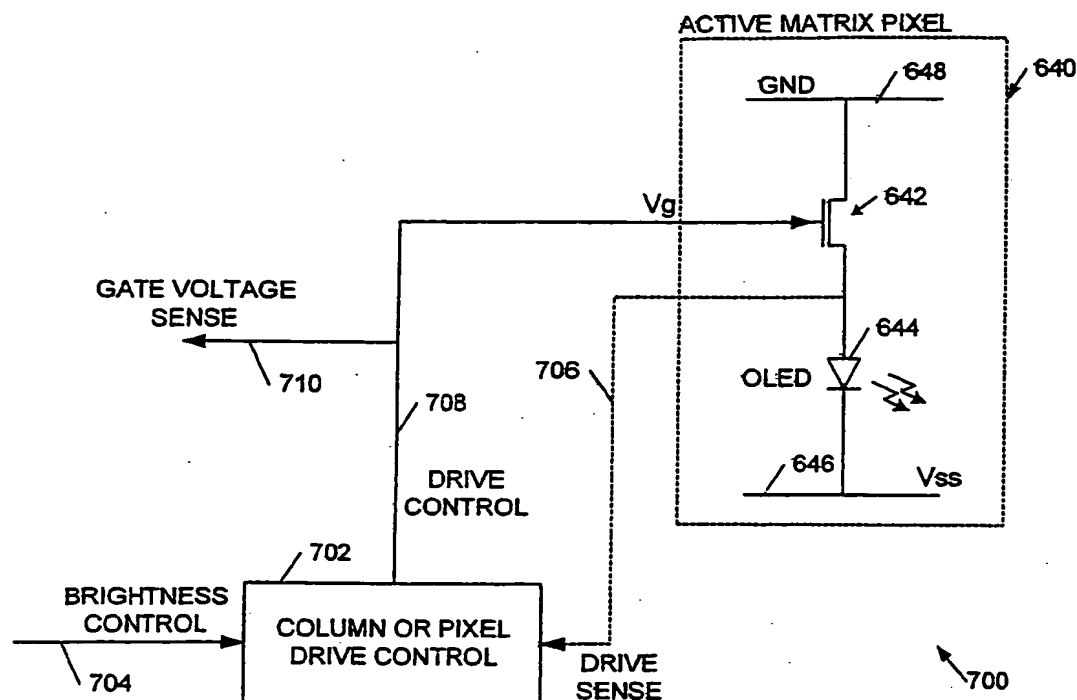 ACTIVE MATRIX PIXEL
648
640
GND
Vg
642
GATE VOLTAGE
SENSE
644
706
OLED
710
708
646
Vss
DRIVE
CONTROL
702
BRIGHTNESS
CONTROL
COLUMN OR PIXEL
DRIVE CONTROL
DRIVE
SENSE
704
700